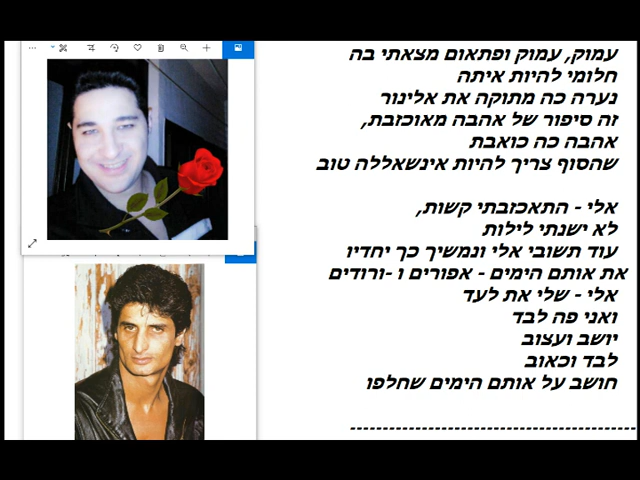 עמוק, עמוק ופתאום מצאתי בה
חלומי להיות איתה
נערה כה מתוקה את אלינור
זה סיפור של אהבה מאוכזבת,
אהבה כה כואבת
שהסוף צריך להיות אינשאללה טוב
אלי - התאכזבתי קשות,
לא ישנתי לילות
עוד תשובי אלי ונמשיך כך יחדיו
את אותם הימים - אפורים ו -ורודים
אלי - שלי את לעד
ואני פה לבד
יושב ועצוב
לבד וכאוב
חושב על אותם הימים שחלפו
--------------------------------------------